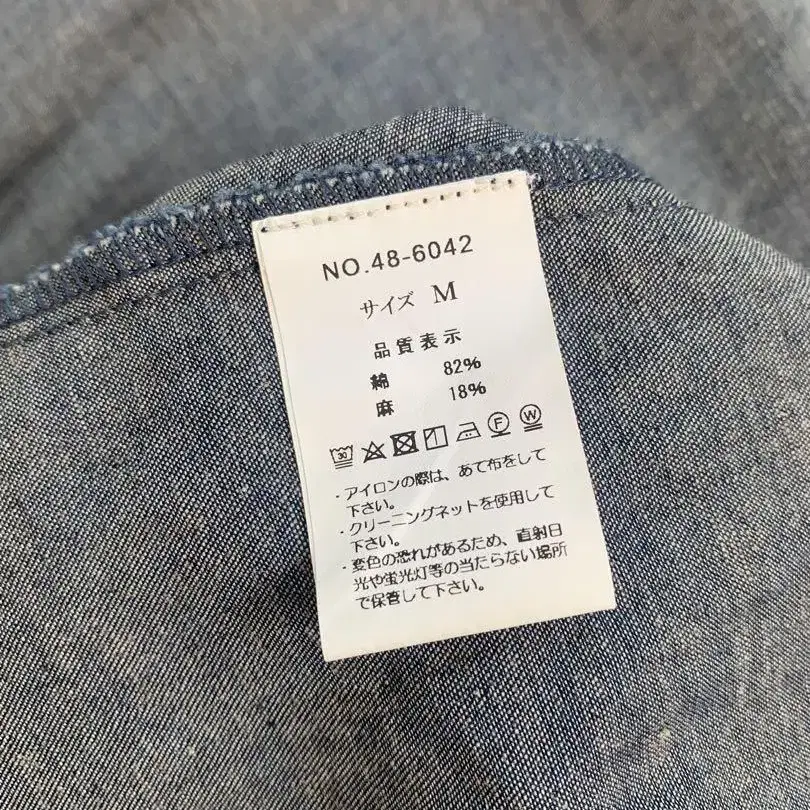 NO.48-6042
サイズ M
品質表示
綿 82%
麻 18%
30 F W
・アイロンの際は、あて布をして
下さい。
・クリーニングネットを使用して
下さい。
・変色の恐れがあるため、直射日
光や蛍光灯等の当たらない場所
で保管して下さい。